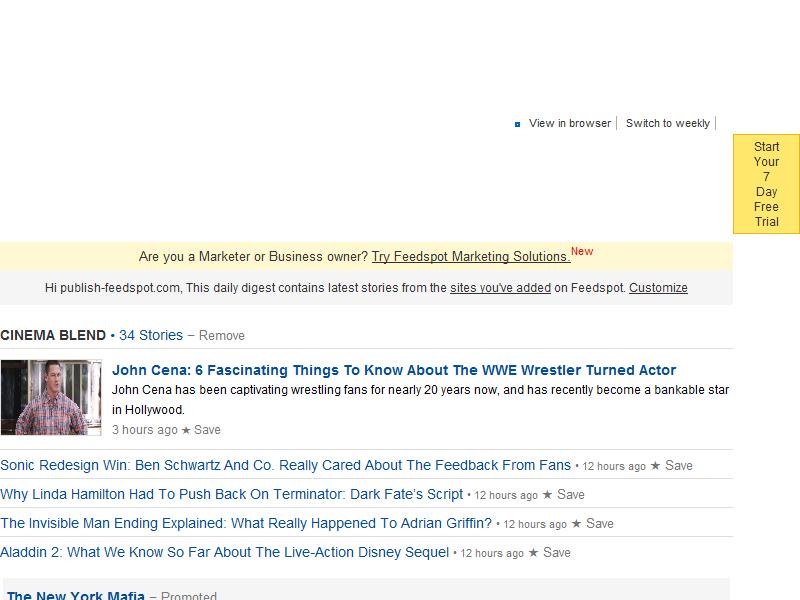 View in browser
Switch to weekly
Start
Your
7
Day
Free
Trial
Are you a Marketer or Business owner? Try Feedspot Marketing Solutions.New
Hi publish-feedspot.com, This daily digest contains latest stories from the sites you've added on Feedspot. Customize
CINEMA BLEND • 34 Stories – Remove
John Cena: 6 Fascinating Things To Know About The WWE Wrestler Turned Actor
John Cena has been captivating wrestling fans for nearly 20 years now, and has recently become a bankable star
in Hollywood.
3 hours ago ★ Save
Sonic Redesign Win: Ben Schwartz And Co. Really Cared About The Feedback From Fans • 12 hours ago ★ Save
Why Linda Hamilton Had To Push Back On Terminator: Dark Fate’s Script • 12 hours ago ★ Save
The Invisible Man Ending Explained: What Really Happened To Adrian Griffin? • 12 hours ago ★ Save
Aladdin 2: What We Know So Far About The Live-Action Disney Sequel • 12 hours ago ★ Save
The New York Mafia – Promoted